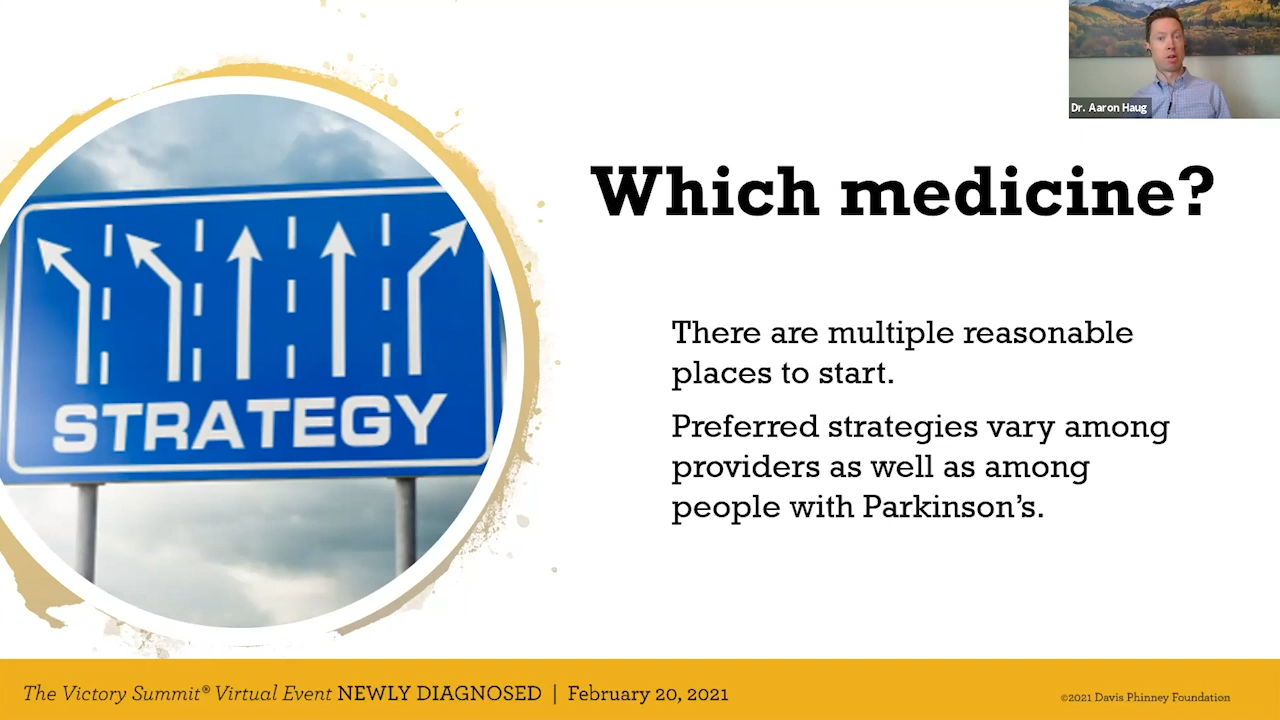 Dr. Aaron Haug
Which medicine?
There are multiple reasonable
places to start.
Preferred strategies vary among
providers as well as among
people with Parkinson's.
STRATEGY
The Victory Summit® Virtual Event NEWLY DIAGNOSED | February 20, 2021
©2021 Davis Phinney Foundation